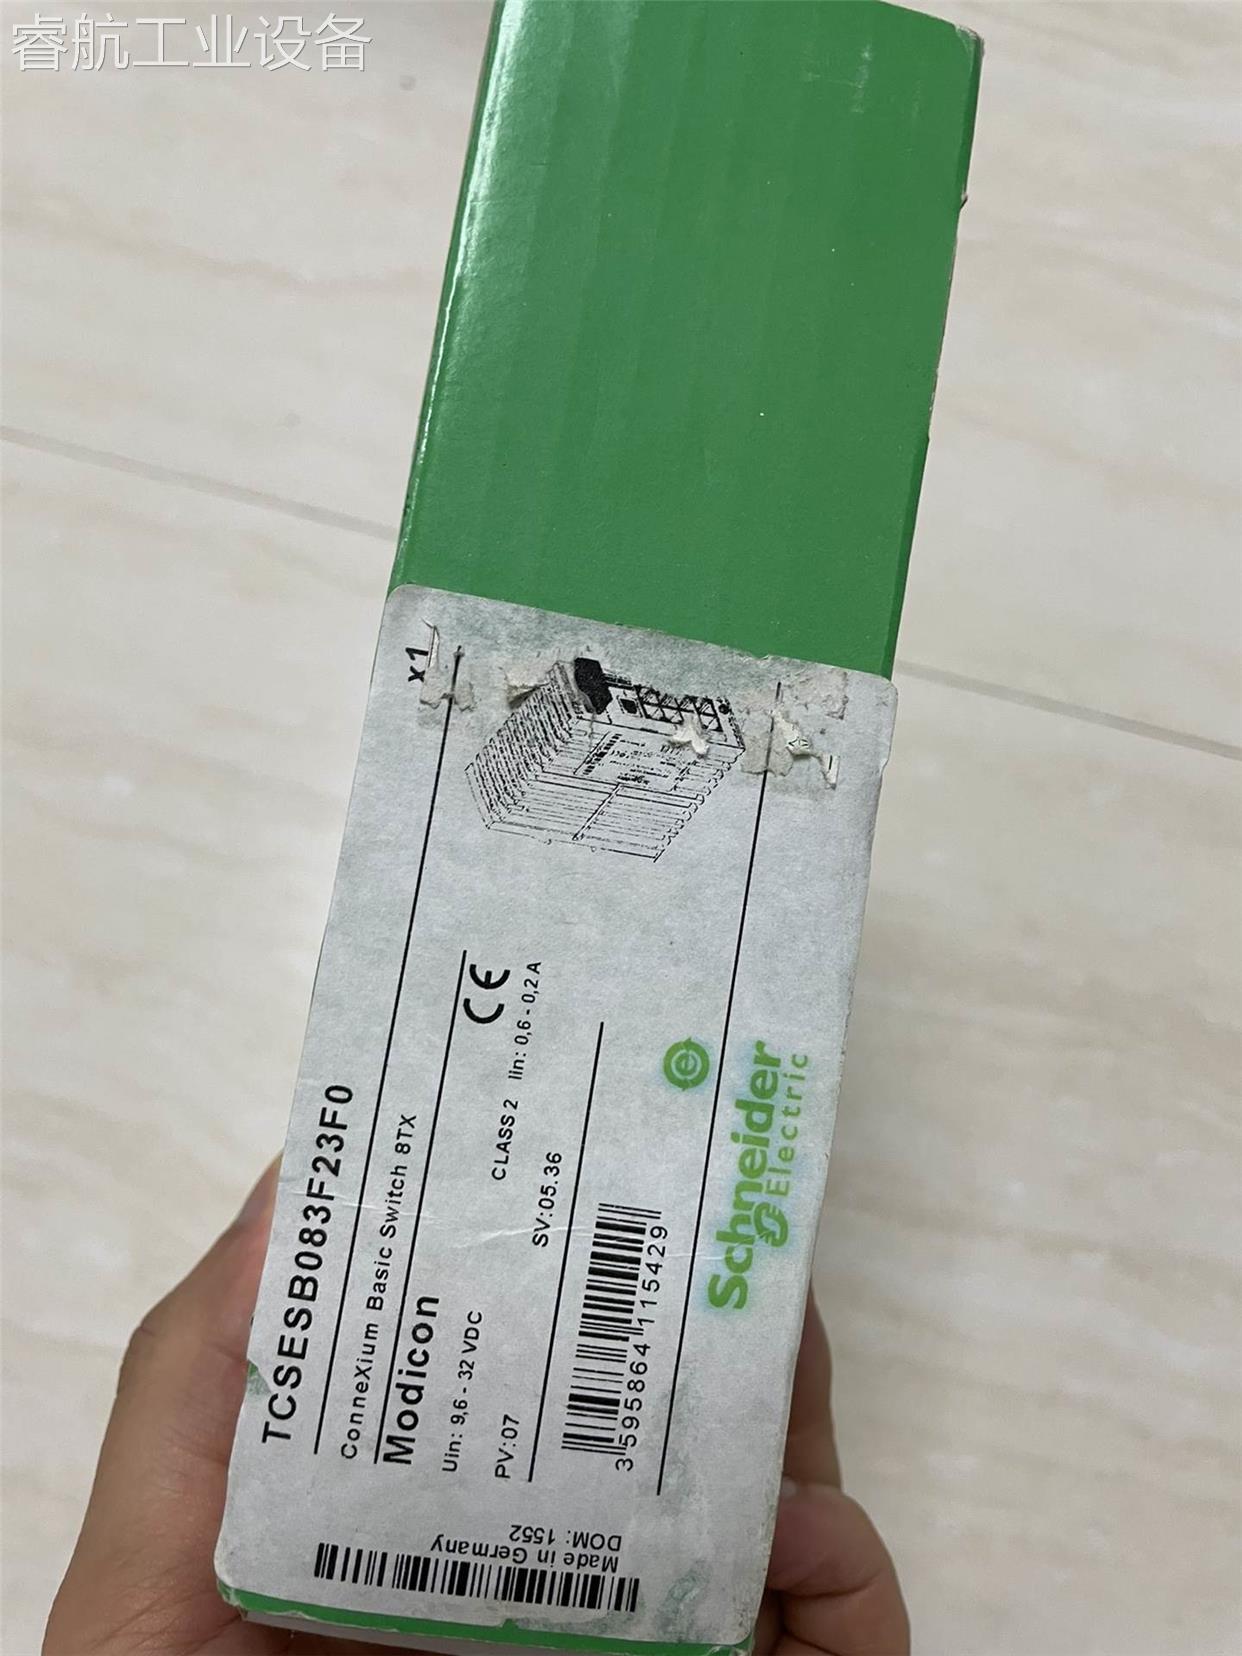 睿航工业设备
x1
TCSESB083F23F0
ConneXium Basic Switch 8TX
Modicon
Uin: 9,6 - 32 VDC
CLASS 2 Iin: 0,6 - 0,2 A
CE
PV:07
SV:05.36
3 595864 115429
Schneider
Electric
Made in Germany
DOM: 1552